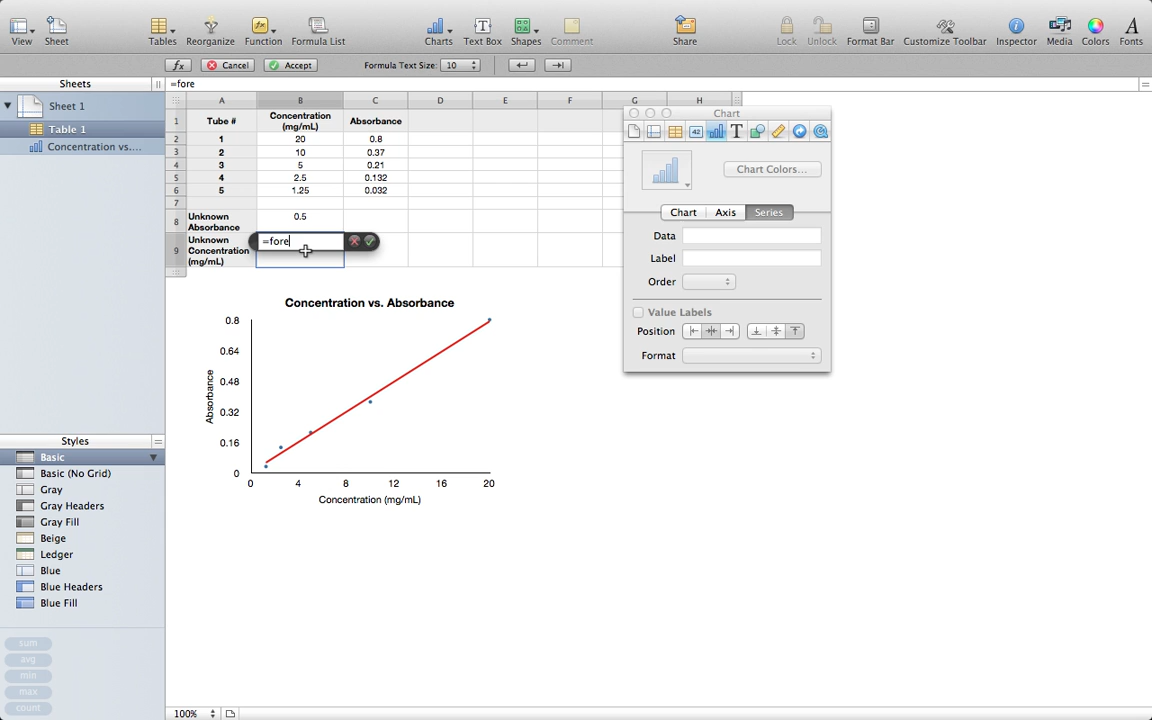 View Sheet Tables Reorganize Function Formula List Charts Text Box Shapes Comment Share Lock Unlock Format Bar Customize Toolbar Inspector Media Colors Fonts
fx Cancel Accept Formula Text Size: 10
Sheets =fore
Sheet 1
Table 1
Concentration vs....
A B C D E F G H
1 Tube # Concentration (mg/mL) Absorbance
2 1 20 0.8
3 2 10 0.37
4 3 5 0.21
5 4 2.5 0.132
6 5 1.25 0.032
7
8 Unknown Absorbance 0.5
9 Unknown Concentration (mg/mL) =fore
Concentration vs. Absorbance
0.8
0.64
0.48
0.32
0.16
0
Absorbance
0 4 8 12 16 20
Concentration (mg/mL)
Chart
42 T
Chart Colors...
Chart Axis Series
Data
Label
Order
Value Labels
Position
Format
Styles
Basic
Basic (No Grid)
Gray
Gray Headers
Gray Fill
Beige
Ledger
Blue
Blue Headers
Blue Fill
sum
avg
min
max
count
100%